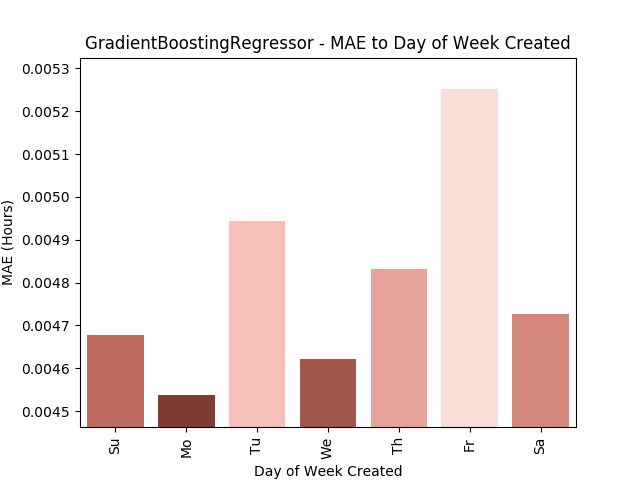 GradientBoostingRegressor - MAE to Day of Week Created
MAE (Hours)
0.0053
0.0052
0.0051
0.0050
0.0049
0.0048
0.0047
0.0046
0.0045
Su Mo Tu We Th Fr Sa
Day of Week Created